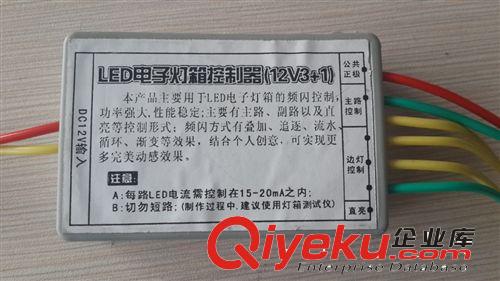 LED电子灯箱控制器(12V3+1)
本产品主要用于LED电子灯箱的频闪控制,
功率强大,性能稳定;主要有主路、副路以及直
亮等控制形式;频闪方式有叠加、追逐、流水、
循环、渐变等效果,结合个人创意,可实现更
多完美动感效果。
注意:
A:每路LED电流需控制在15-20mA之内;
B:切勿短路;(制作过程中,建议使用灯箱测试仪)
DC12V输入
公共
正极
主路
控制
边灯
控制
直亮
Qiyeku.com企业库
Enterprise Database